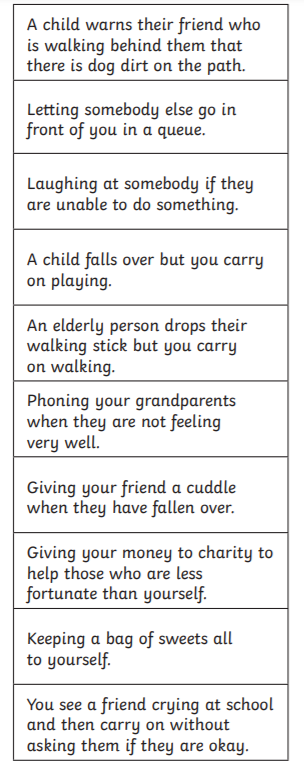 A child warns their friend who
is walking behind them that
there is dog dirt on the path.
Letting somebody else go in
front of you in a queue.
Laughing at somebody if they
are unable to do something.
A child falls over but you carry
on playing.
An elderly person drops their
walking stick but you carry
on walking.
Phoning your grandparents
when they are not feeling
very well.
Giving your friend a cuddle
when they have fallen over.
Giving your money to charity to
help those who are less
fortunate than yourself.
Keeping a bag of sweets all
to yourself.
You see a friend crying at school
and then carry on without
asking them if they are okay.